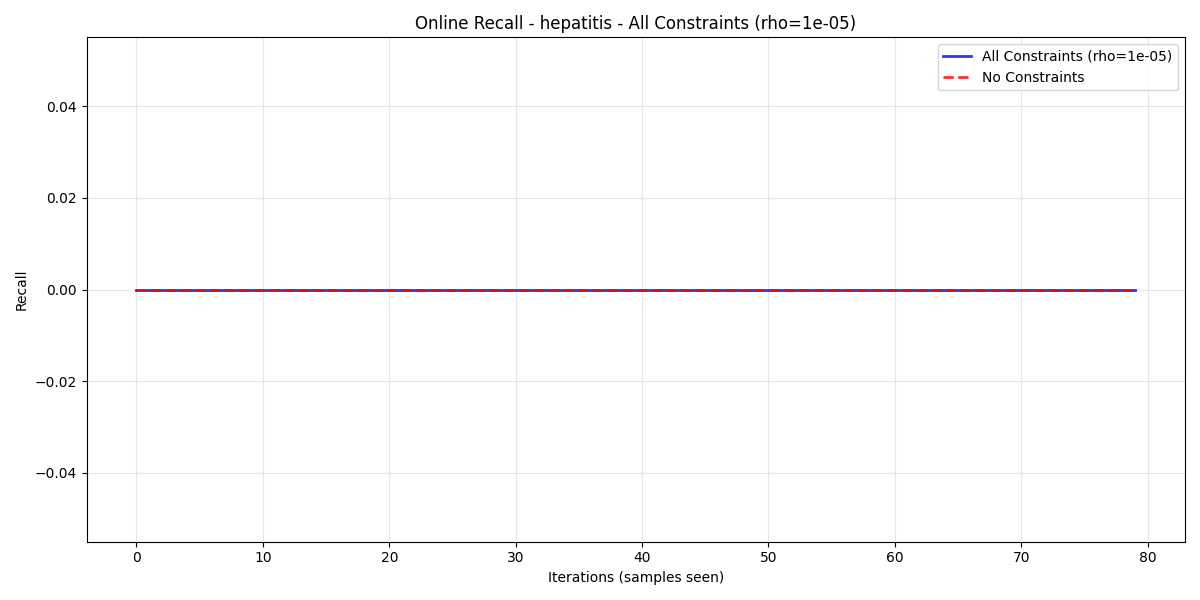 Online Recall - hepatitis - All Constraints (rho=1e-05)
All Constraints (rho=1e-05)
No Constraints
Recall
0.04
0.02
0.00
−0.02
−0.04
0 10 20 30 40 50 60 70 80
Iterations (samples seen)